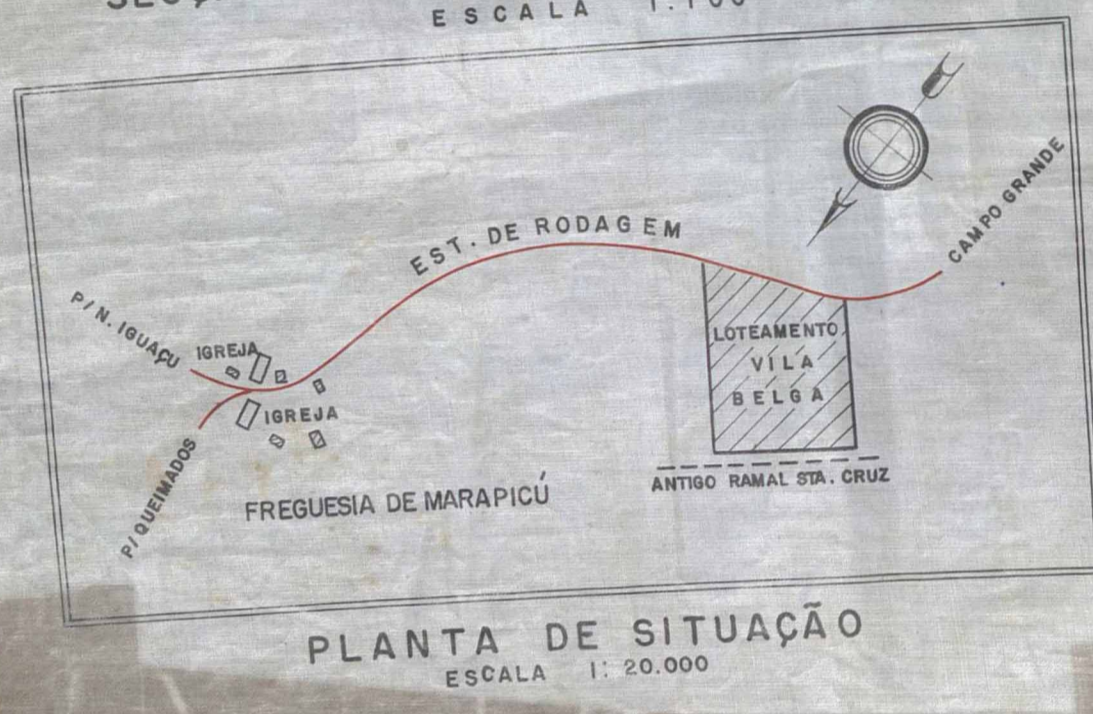 ESCALA
EST. DE RODAGEM
CAMPO GRANDE
P/ N. IGUAÇU
IGREJA
IGREJA
P/ QUEIMADOS
LOTEAMENTO
VILA
BELGA
ANTIGO RAMAL STA. CRUZ
FREGUESIA DE MARAPICÚ
PLANTA DE SITUAÇÃO
ESCALA 1: 20.000